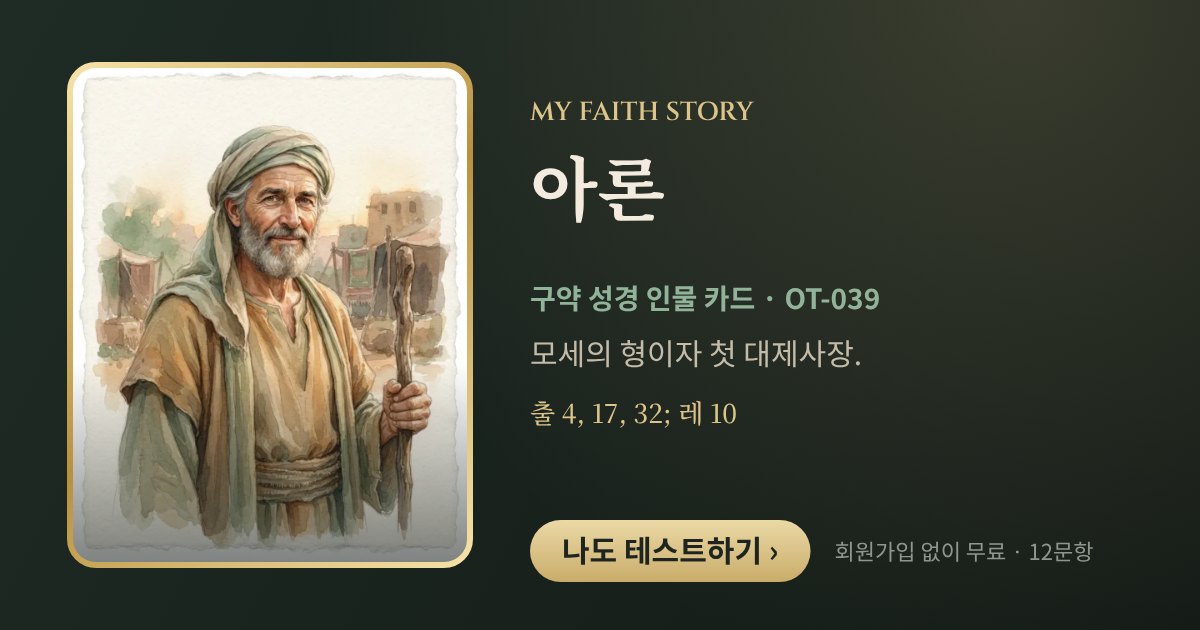 MY FAITH STORY
아론
구약 성경 인물 카드 · OT-039
모세의 형이자 첫 대제사장.
출 4, 17, 32; 레 10
나도 테스트하기 ›
회원가입 없이 무료 · 12문항